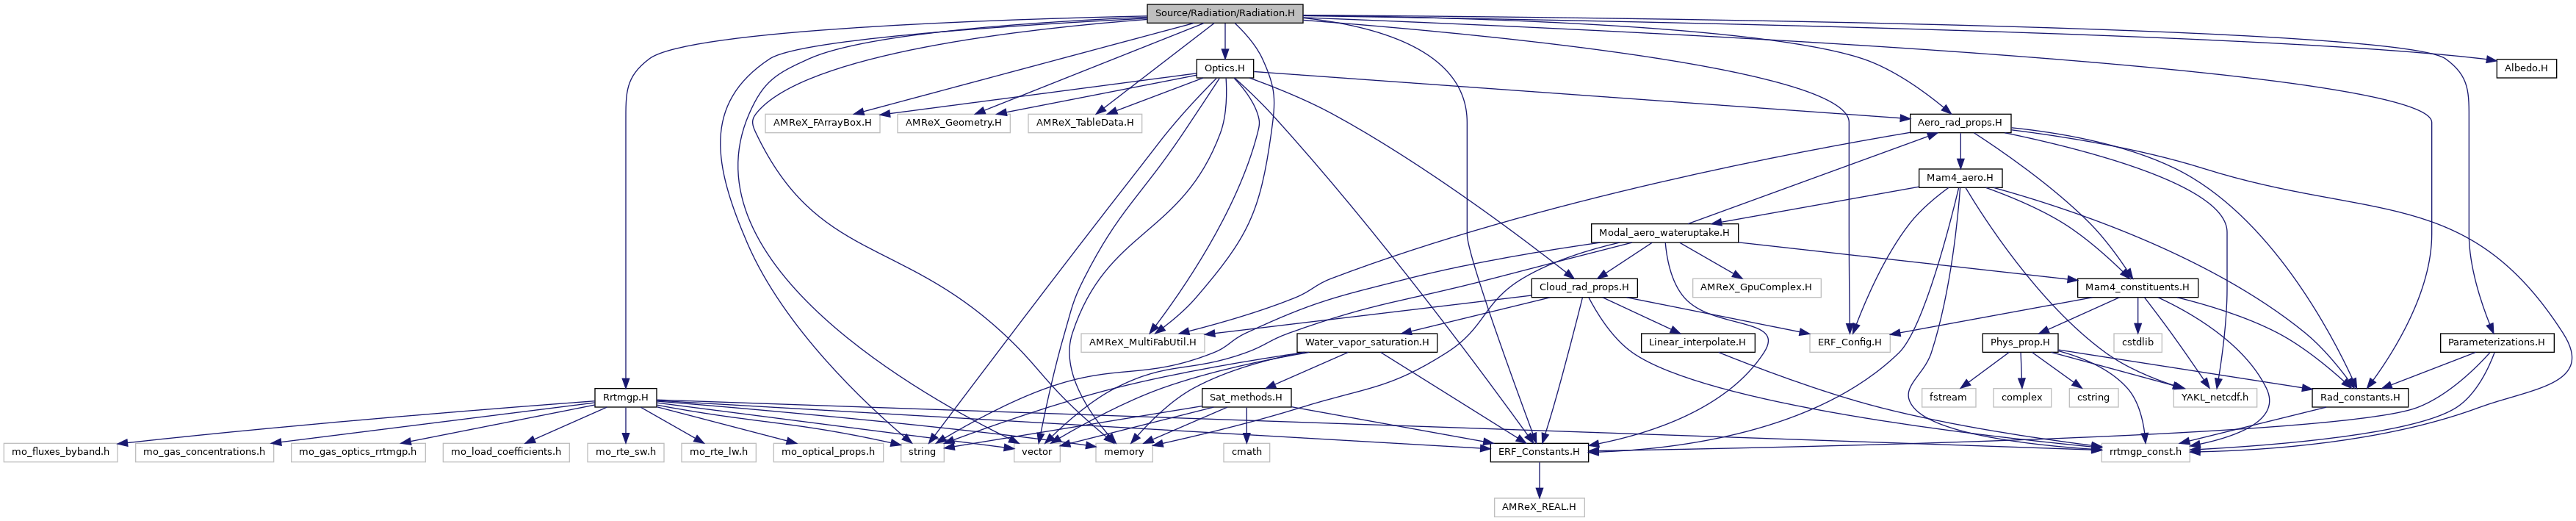 Source/Radiation/Radiation.H
Optics.H
Albedo.H
AMReX_FArrayBox.H
AMReX_Geometry.H
AMReX_TableData.H
Aero_rad_props.H
Mam4_aero.H
Modal_aero_wateruptake.H
Cloud_rad_props.H
AMReX_GpuComplex.H
Mam4_constituents.H
AMReX_MultiFabUtil.H
Water_vapor_saturation.H
Linear_interpolate.H
ERF_Config.H
Phys_prop.H
cstdlib
Parameterizations.H
Rrtmgp.H
Sat_methods.H
fstream
complex
cstring
YAKL_netcdf.h
Rad_constants.H
mo_fluxes_byband.h
mo_gas_concentrations.h
mo_gas_optics_rrtmgp.h
mo_load_coefficients.h
mo_rte_sw.h
mo_rte_lw.h
mo_optical_props.h
string
vector
memory
cmath
ERF_Constants.H
rrtmgp_const.h
AMReX_REAL.H